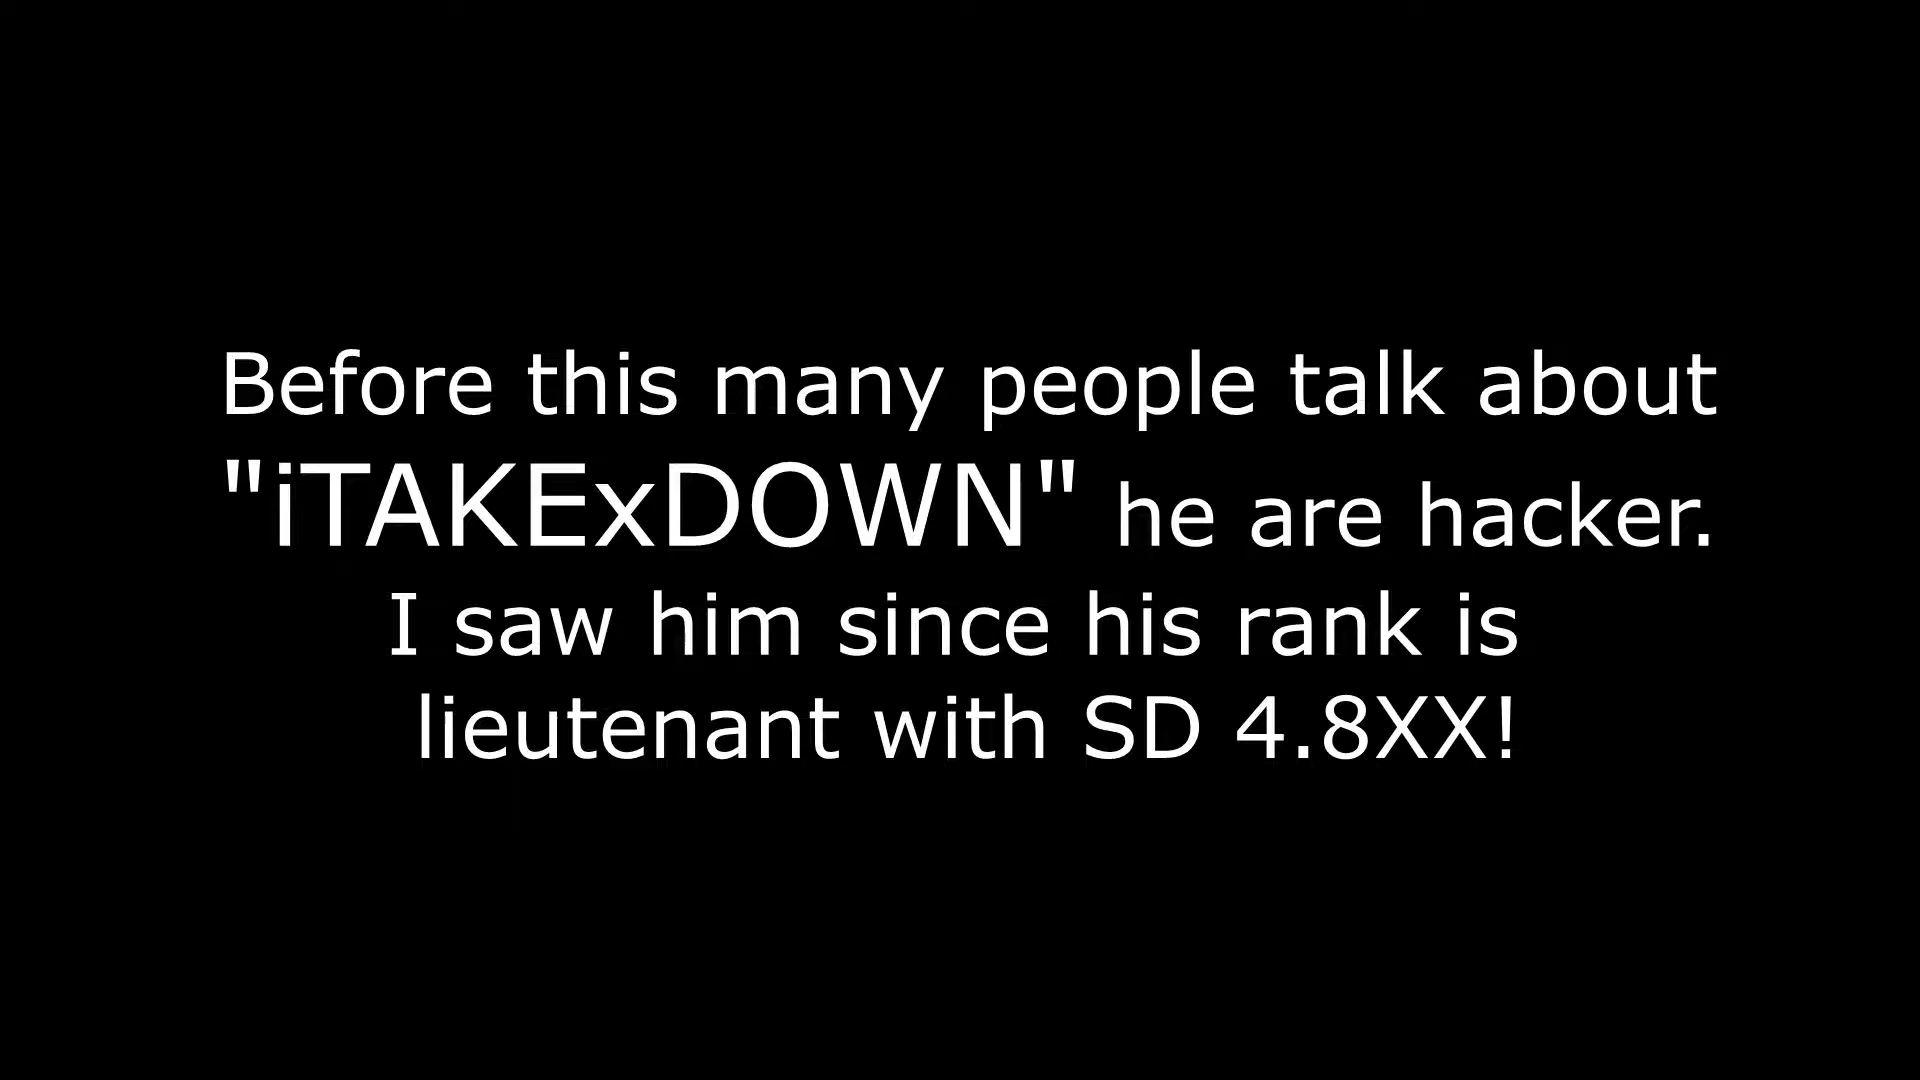 Before this many people talk about
"iTAKExDOWN" he are hacker.
I saw him since his rank is
lieutenant with SD 4.8XX!